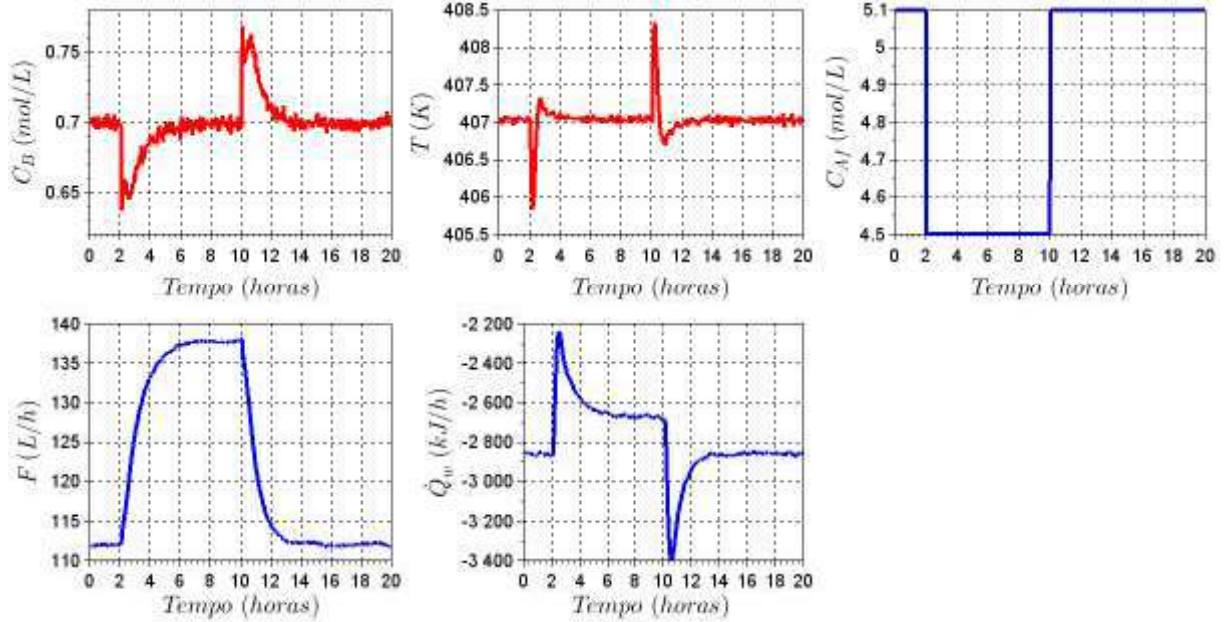 C_B (mol/L)
0.75
0.7
0.65
0 2 4 6 8 10 12 14 16 18 20
Tempo (horas)
T (K)
408.5
408
407.5
407
406.5
406
405.5
0 2 4 6 8 10 12 14 16 18 20
Tempo (horas)
C_{Af} (mol/L)
5.1
5
4.9
4.8
4.7
4.6
4.5
0 2 4 6 8 10 12 14 16 18 20
Tempo (horas)
F (L/h)
140
135
130
125
120
115
110
0 2 4 6 8 10 12 14 16 18 20
Tempo (horas)
Q̇_w (kJ/h)
-2 200
-2 400
-2 600
-2 800
-3 000
-3 200
-3 400
0 2 4 6 8 10 12 14 16 18 20
Tempo (horas)